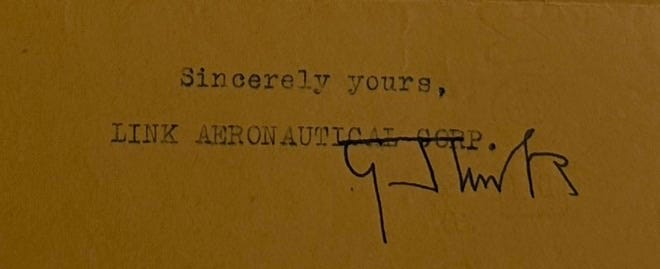 Sincerely yours,
LINK AERONAUTICAL CORP.